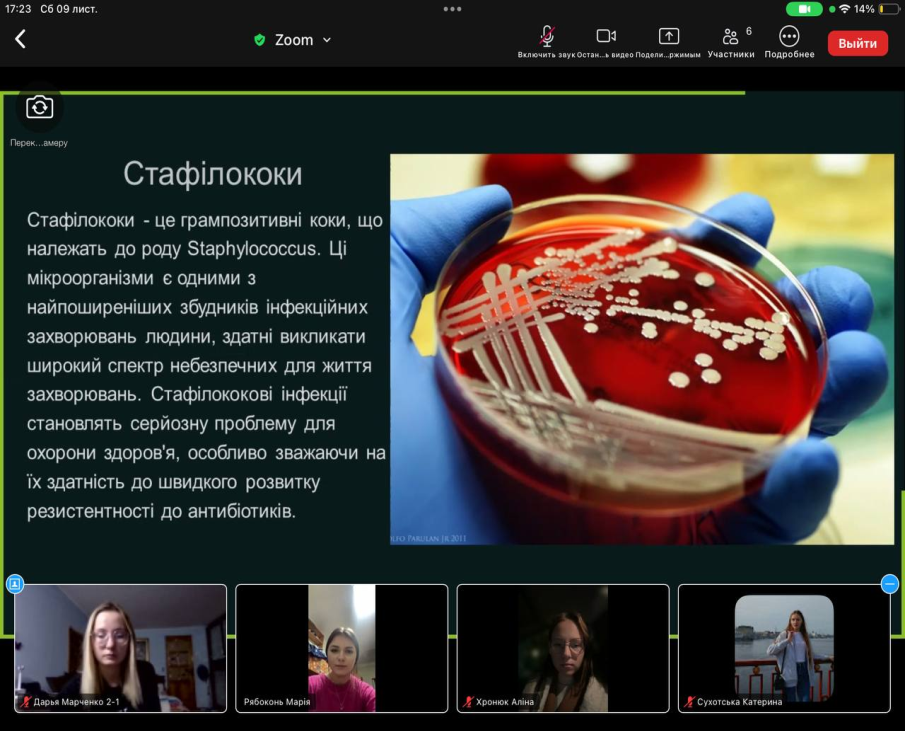 17:23 Сб 09 лист.
14%
Zoom
Включить звук
Остан...ь видео
Подели...ржимым
Участники
6
Подробнее
Выйти
Перек...амеру
Стафілококи
Стафілококи - це грампозитивні коки, що
належать до роду Staphylococcus. Ці
мікроорганізми є одними з
найпоширеніших збудників інфекційних
захворювань людини, здатні викликати
широкий спектр небезпечних для життя
захворювань. Стафілококові інфекції
становлять серйозну проблему для
охорони здоров'я, особливо зважаючи на
їх здатність до швидкого розвитку
резистентності до антибіотиків.
LFO PARULAN JR 2011
Дарья Марченко 2-1
Рябоконь Марія
Хронюк Аліна
Сухотська Катерина